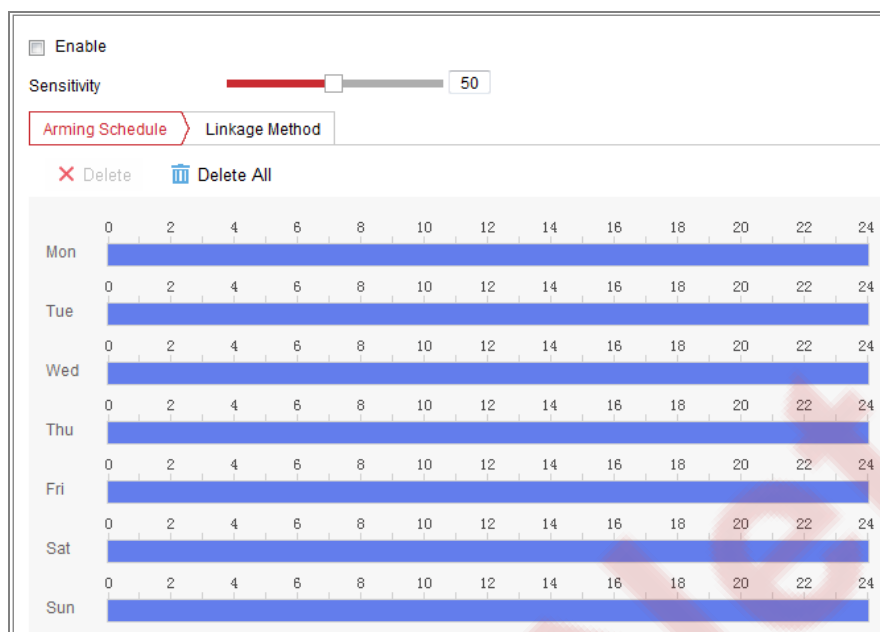 Enable
Sensitivity 50
Arming Schedule Linkage Method
Delete Delete All
0 2 4 6 8 10 12 14 16 18 20 22 24
Mon
0 2 4 6 8 10 12 14 16 18 20 22 24
Tue
0 2 4 6 8 10 12 14 16 18 20 22 24
Wed
0 2 4 6 8 10 12 14 16 18 20 22 24
Thu
0 2 4 6 8 10 12 14 16 18 20 22 24
Fri
0 2 4 6 8 10 12 14 16 18 20 22 24
Sat
0 2 4 6 8 10 12 14 16 18 20 22 24
Sun